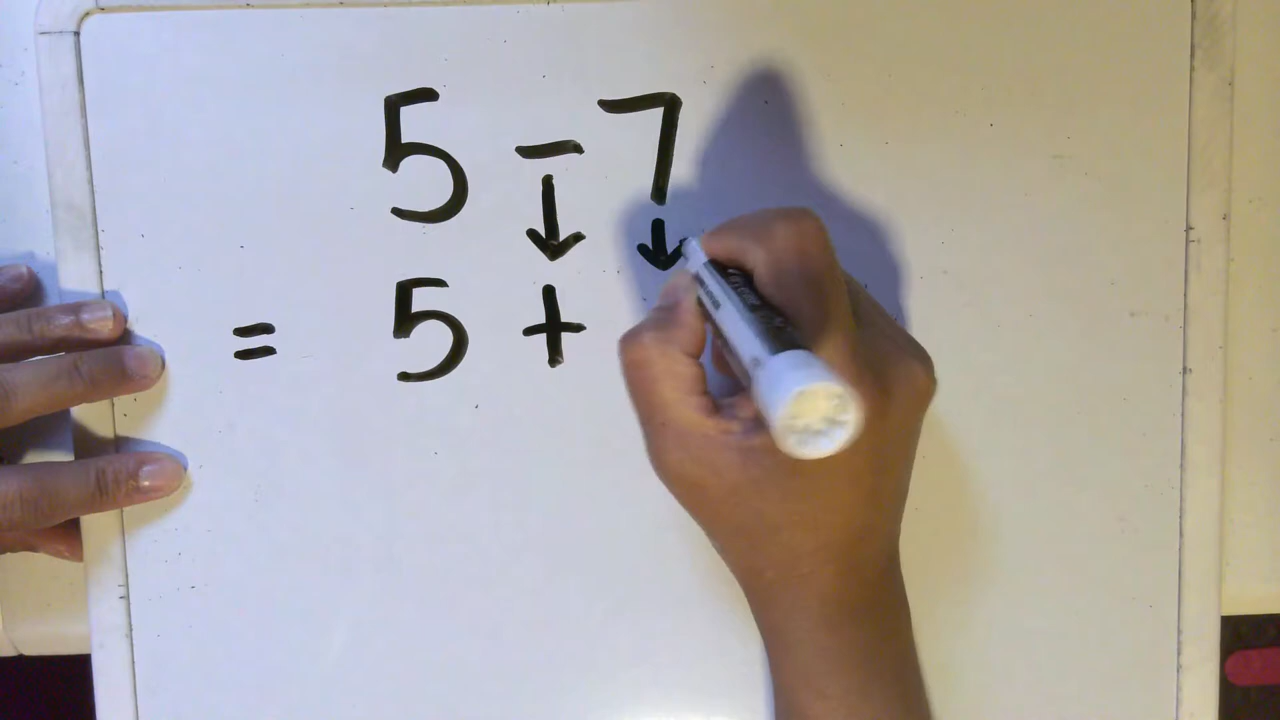 5 - 7
↓ ↓
= 5 +